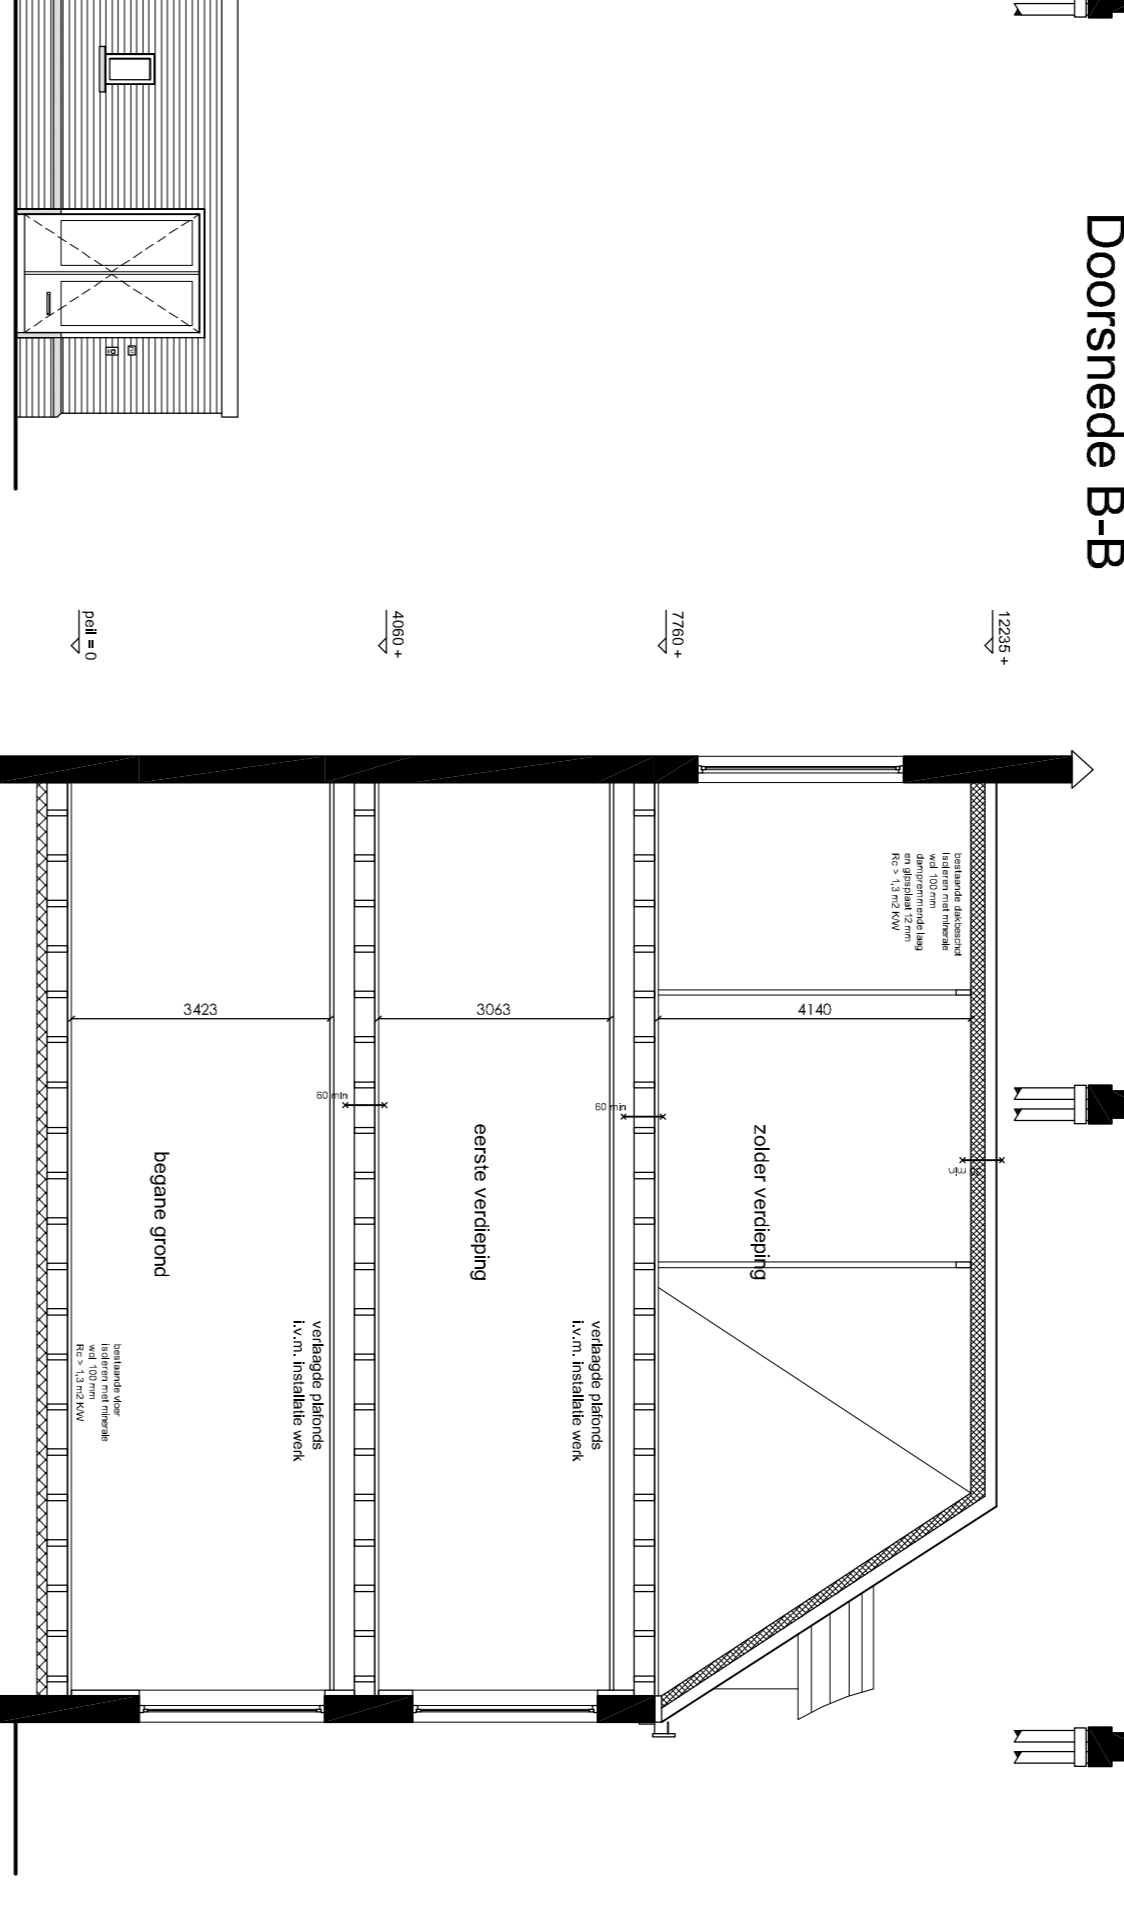 Doorsnede B-B
12235 +
7760 +
4060 +
peil = 0
bestaande dakbeschot
isoleren met minerale
wol 100 mm
dampremmende laag
en gipsplaat 12 mm
Rc > 1,3 m2 K/W
4140
3063
3423
60 min
60 min
zolder verdieping
eerste verdieping
begane grond
verlaagde plafonds
i.v.m. installatie werk
verlaagde plafonds
i.v.m. installatie werk
bestaande vloer
isoleren met minerale
wol 100 mm
Rc > 1,3 m2 K/W